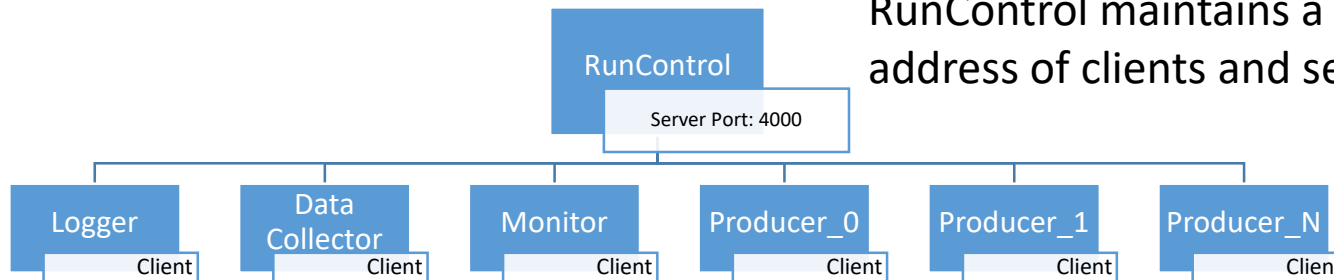 RunControl maintains a
address of clients and se
RunControl
Server Port: 4000
Logger
Data
Collector
Monitor
Producer_0
Producer_1
Producer_N
Client
Client
Client
Client
Client
Clien